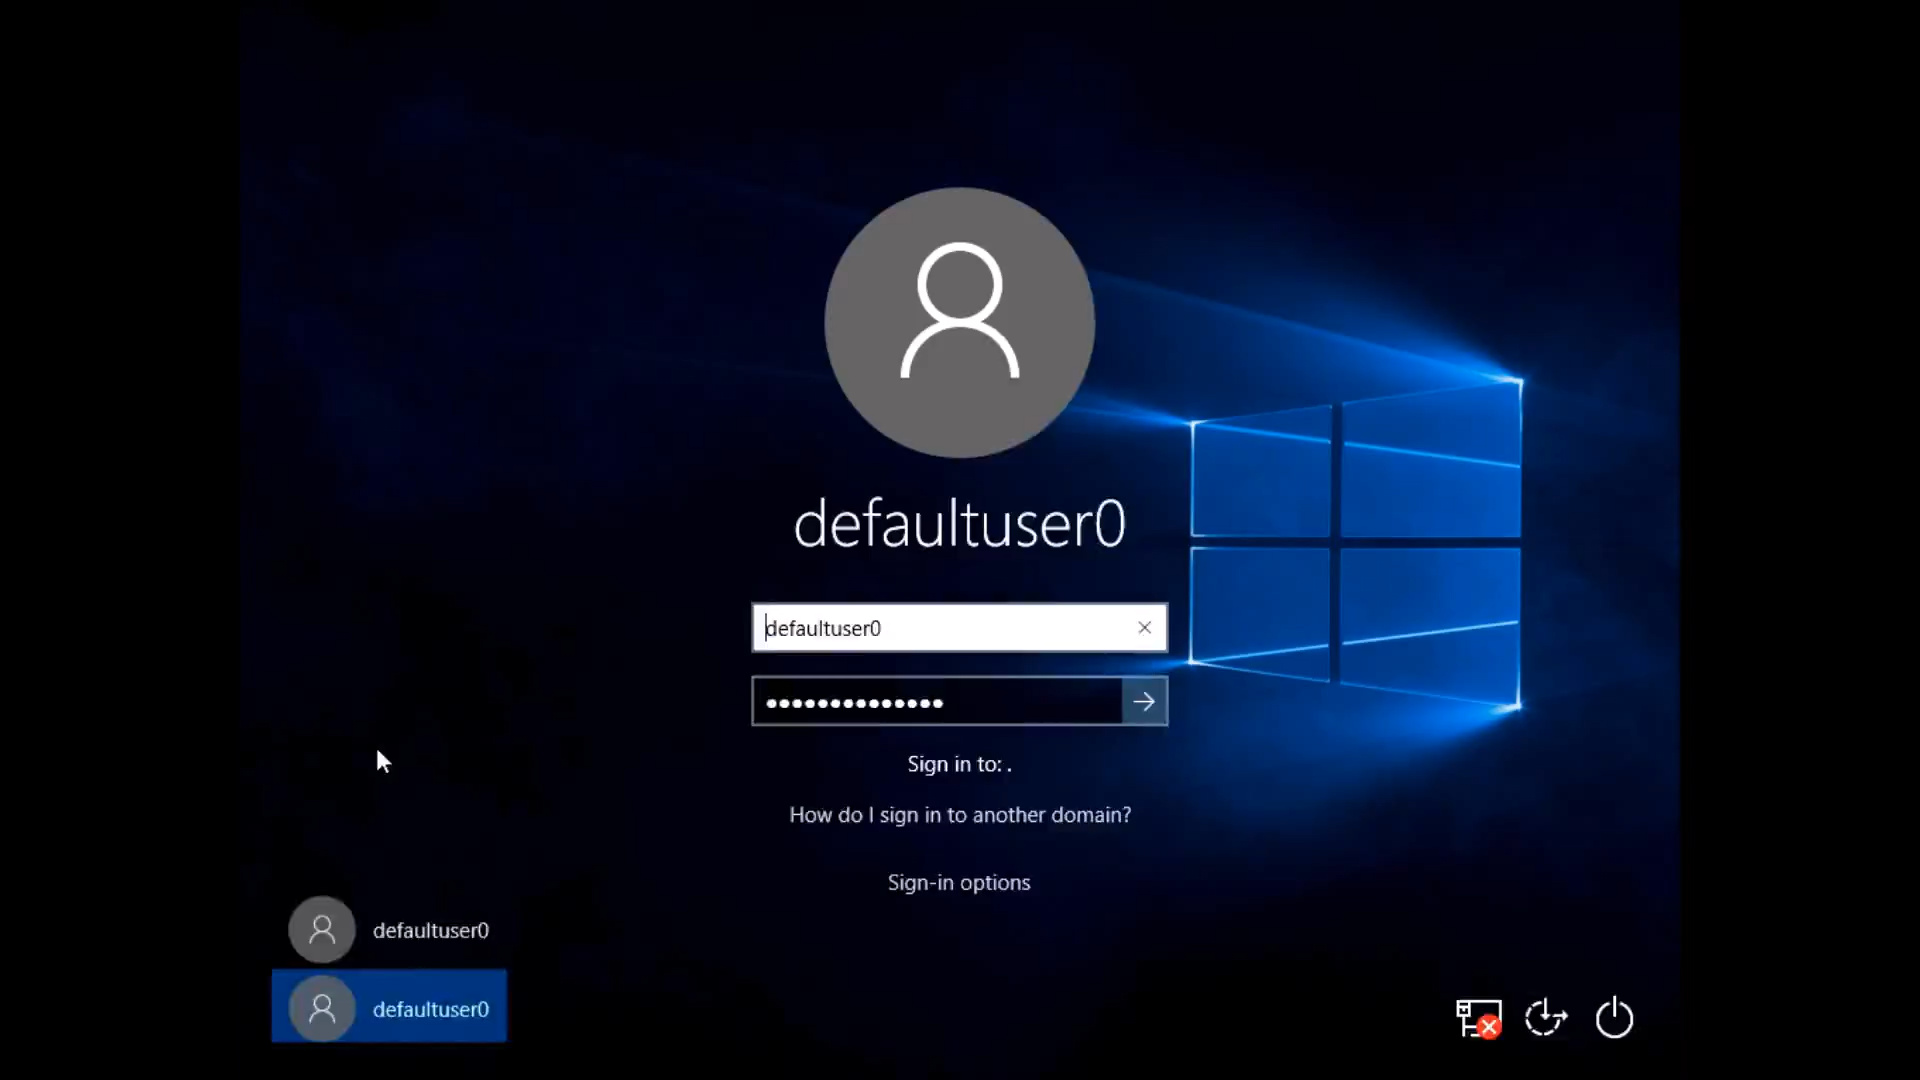 defaultuser0
defaultuser0
Sign in to: .
How do I sign in to another domain?
Sign-in options
defaultuser0
defaultuser0